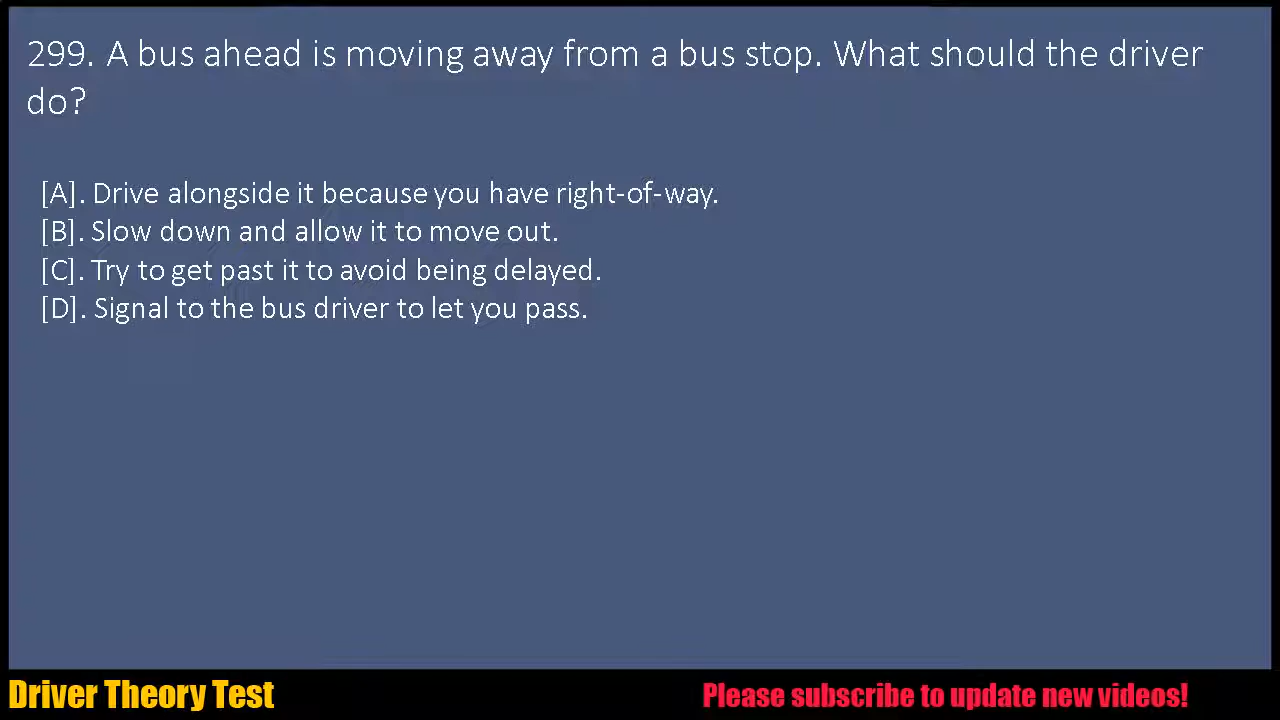 299. A bus ahead is moving away from a bus stop. What should the driver
do?
[A]. Drive alongside it because you have right-of-way.
[B]. Slow down and allow it to move out.
[C]. Try to get past it to avoid being delayed.
[D]. Signal to the bus driver to let you pass.
Driver Theory Test
Please subscribe to update new videos!